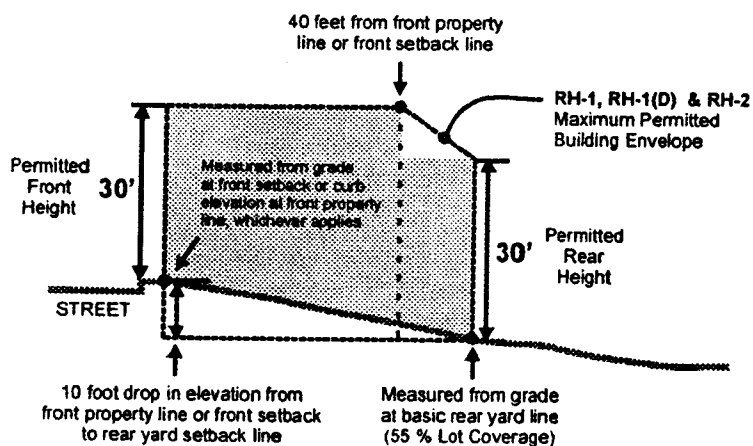 40 feet from front property
line or front setback line
RH-1, RH-1(D) & RH-2
Maximum Permitted
Building Envelope
Permitted
Front
Height
30'
Measured from grade
at front setback or curb
elevation at front property
line, whichever applies
30'
Permitted
Rear
Height
STREET
10 foot drop in elevation from
front property line or front setback
to rear yard setback line
Measured from grade
at basic rear yard line
(55 % Lot Coverage)